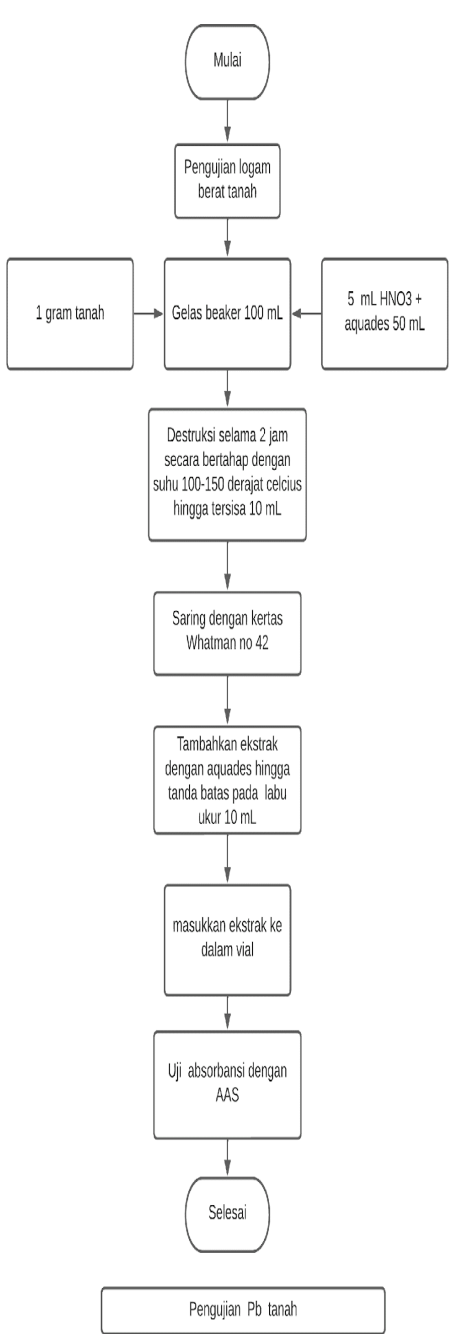 Mulai
Pengujian logam
berat tanah
1 gram tanah
Gelas beaker 100 mL
5 mL HNO3 +
aquades 50 mL
Destruksi selama 2 jam
secara bertahap dengan
suhu 100-150 derajat celcius
hingga tersisa 10 mL
Saring dengan kertas
Whatman no 42
Tambahkan ekstrak
dengan aquades hingga
tanda batas pada labu
ukur 10 mL
masukkan ekstrak ke
dalam vial
Uji absorbansi dengan
AAS
Selesai
Pengujian Pb tanah